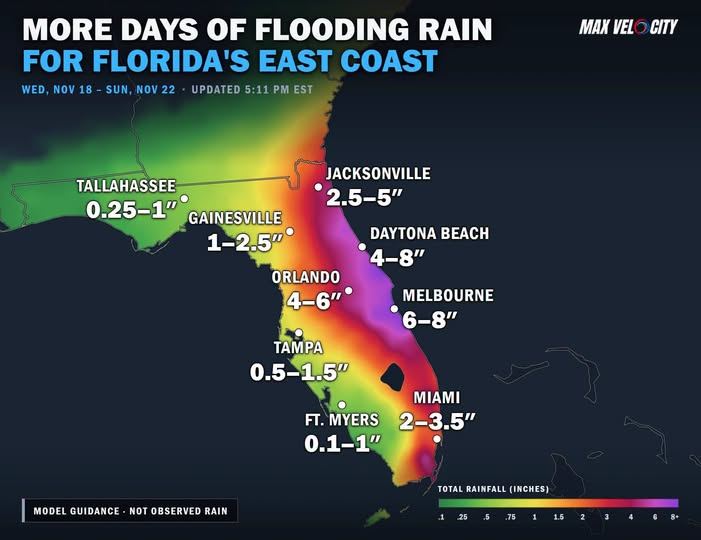 MORE DAYS OF FLOODING RAIN
FOR FLORIDA'S EAST COAST
WED, NOV 18 – SUN, NOV 22 · UPDATED 5:11 PM EST
MAX VELOCITY
JACKSONVILLE
2.5–5″
TALLAHASSEE
0.25–1″
GAINESVILLE
1–2.5″
DAYTONA BEACH
4–8″
ORLANDO
4–6″
MELBOURNE
6–8″
TAMPA
0.5–1.5″
MIAMI
2–3.5″
FT. MYERS
0.1–1″
TOTAL RAINFALL (INCHES)
.1 .25 .5 .75 1 1.5 2 3 4 6 8+
MODEL GUIDANCE · NOT OBSERVED RAIN